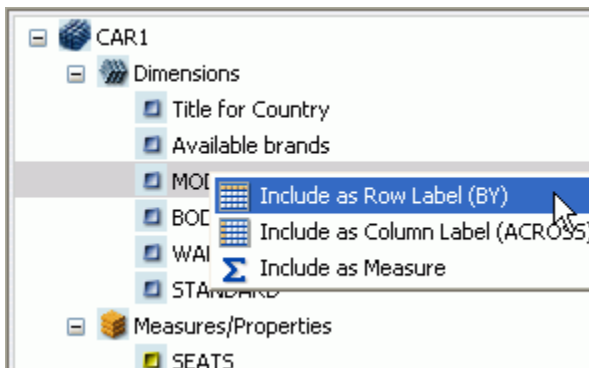 CAR1
Dimensions
Title for Country
Available brands
MOD
Include as Row Label (BY)
BOD
Include as Column Label (ACROSS)
WA
Include as Measure
STANDARD
Measures/Properties
SEATS